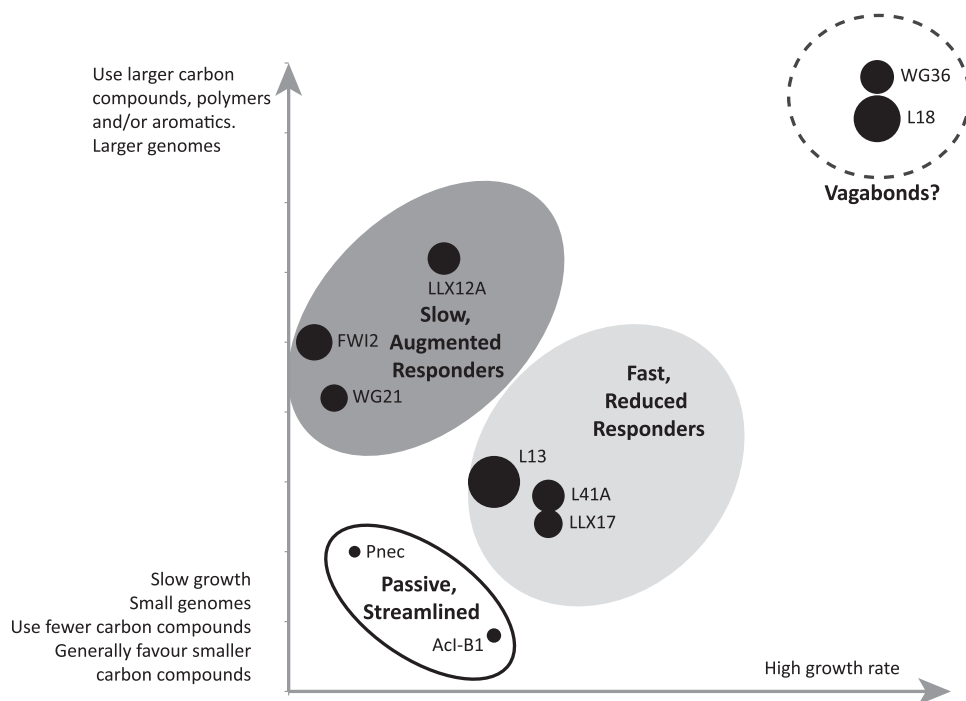 Use larger carbon
compounds, polymers
and/or aromatics.
Larger genomes
WG36
L18
Vagabonds?
LLX12A
Slow,
Augmented
Responders
FWI2
WG21
Fast,
Reduced
Responders
L13
L41A
LLX17
Pnec
Passive,
Streamlined
AcI-B1
Slow growth
Small genomes
Use fewer carbon compounds
Generally favour smaller
carbon compounds
High growth rate